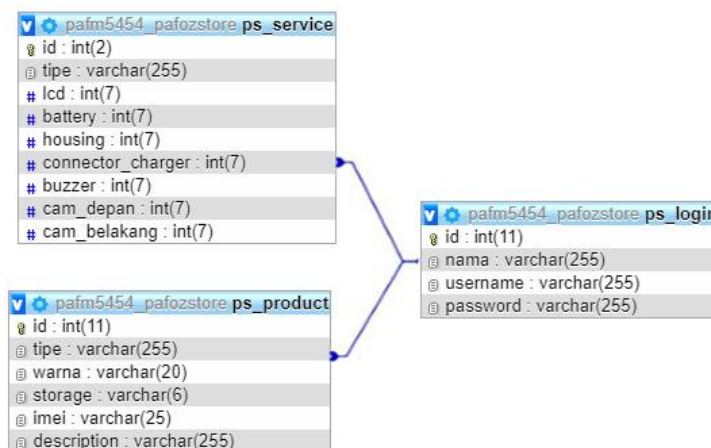 pafm5454_pafozstore ps_service
id : int(2)
tipe : varchar(255)
# lcd : int(7)
# battery : int(7)
# housing : int(7)
# connector_charger : int(7)
# buzzer : int(7)
# cam_depan : int(7)
# cam_belakang : int(7)
pafm5454_pafozstore ps_login
id : int(11)
nama : varchar(255)
username : varchar(255)
password : varchar(255)
pafm5454_pafozstore ps_product
id : int(11)
tipe : varchar(255)
warna : varchar(20)
storage : varchar(6)
imei : varchar(25)
description : varchar(255)